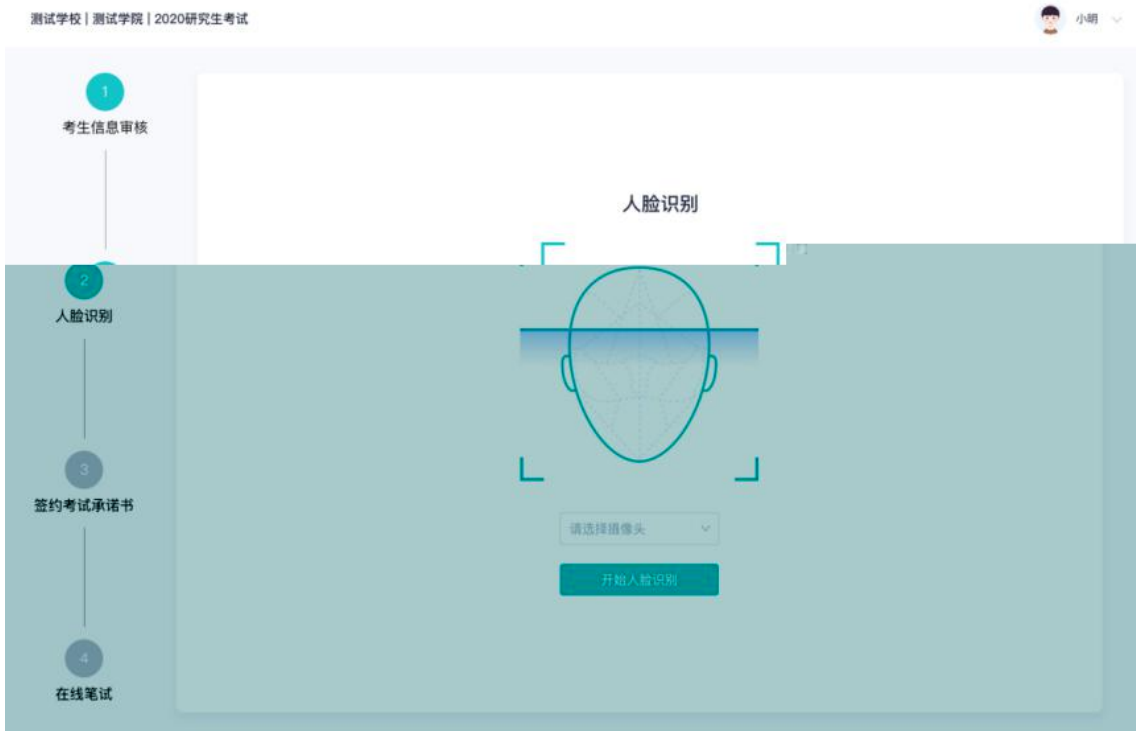 测试学校 | 测试学院 | 2020研究生考试
小明
1
考生信息审核
人脸识别
2
人脸识别
3
签约考试承诺书
请选择摄像头
开始人脸识别
4
在线笔试